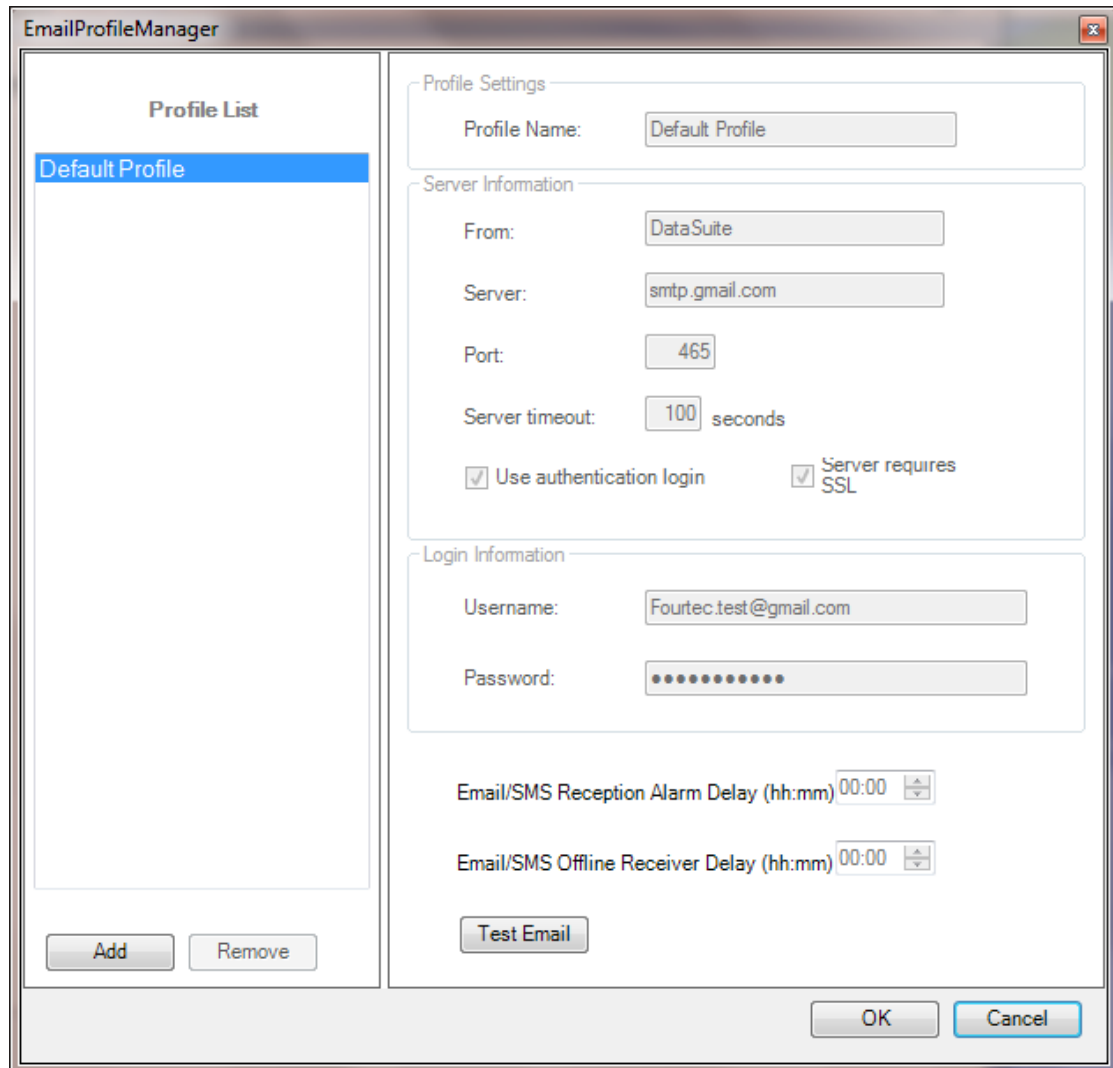 EmailProfileManager
Profile List
Default Profile
Add
Remove
Profile Settings
Profile Name: Default Profile
Server Information
From: DataSuite
Server: smtp.gmail.com
Port: 465
Server timeout: 100 seconds
Use authentication login
Server requires
SSL
Login Information
Username: Fourtec.test@gmail.com
Password: ●●●●●●●●●●●
Email/SMS Reception Alarm Delay (hh:mm) 00:00
Email/SMS Offline Receiver Delay (hh:mm) 00:00
Test Email
OK
Cancel